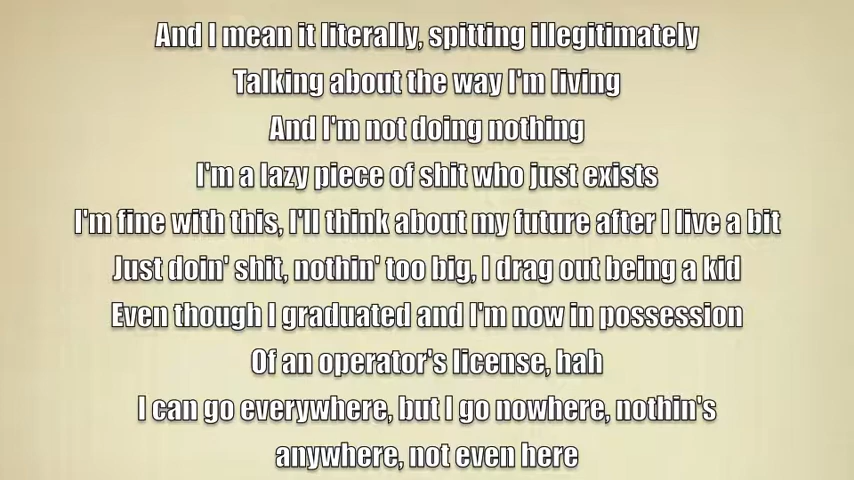 And I mean it literally, spitting illegitimately
Talking about the way I'm living
And I'm not doing nothing
I'm a lazy piece of shit who just exists
I'm fine with this, I'll think about my future after I live a bit
Just doin' shit, nothin' too big, I drag out being a kid
Even though I graduated and I'm now in possession
Of an operator's license, hah
I can go everywhere, but I go nowhere, nothin's
anywhere, not even here